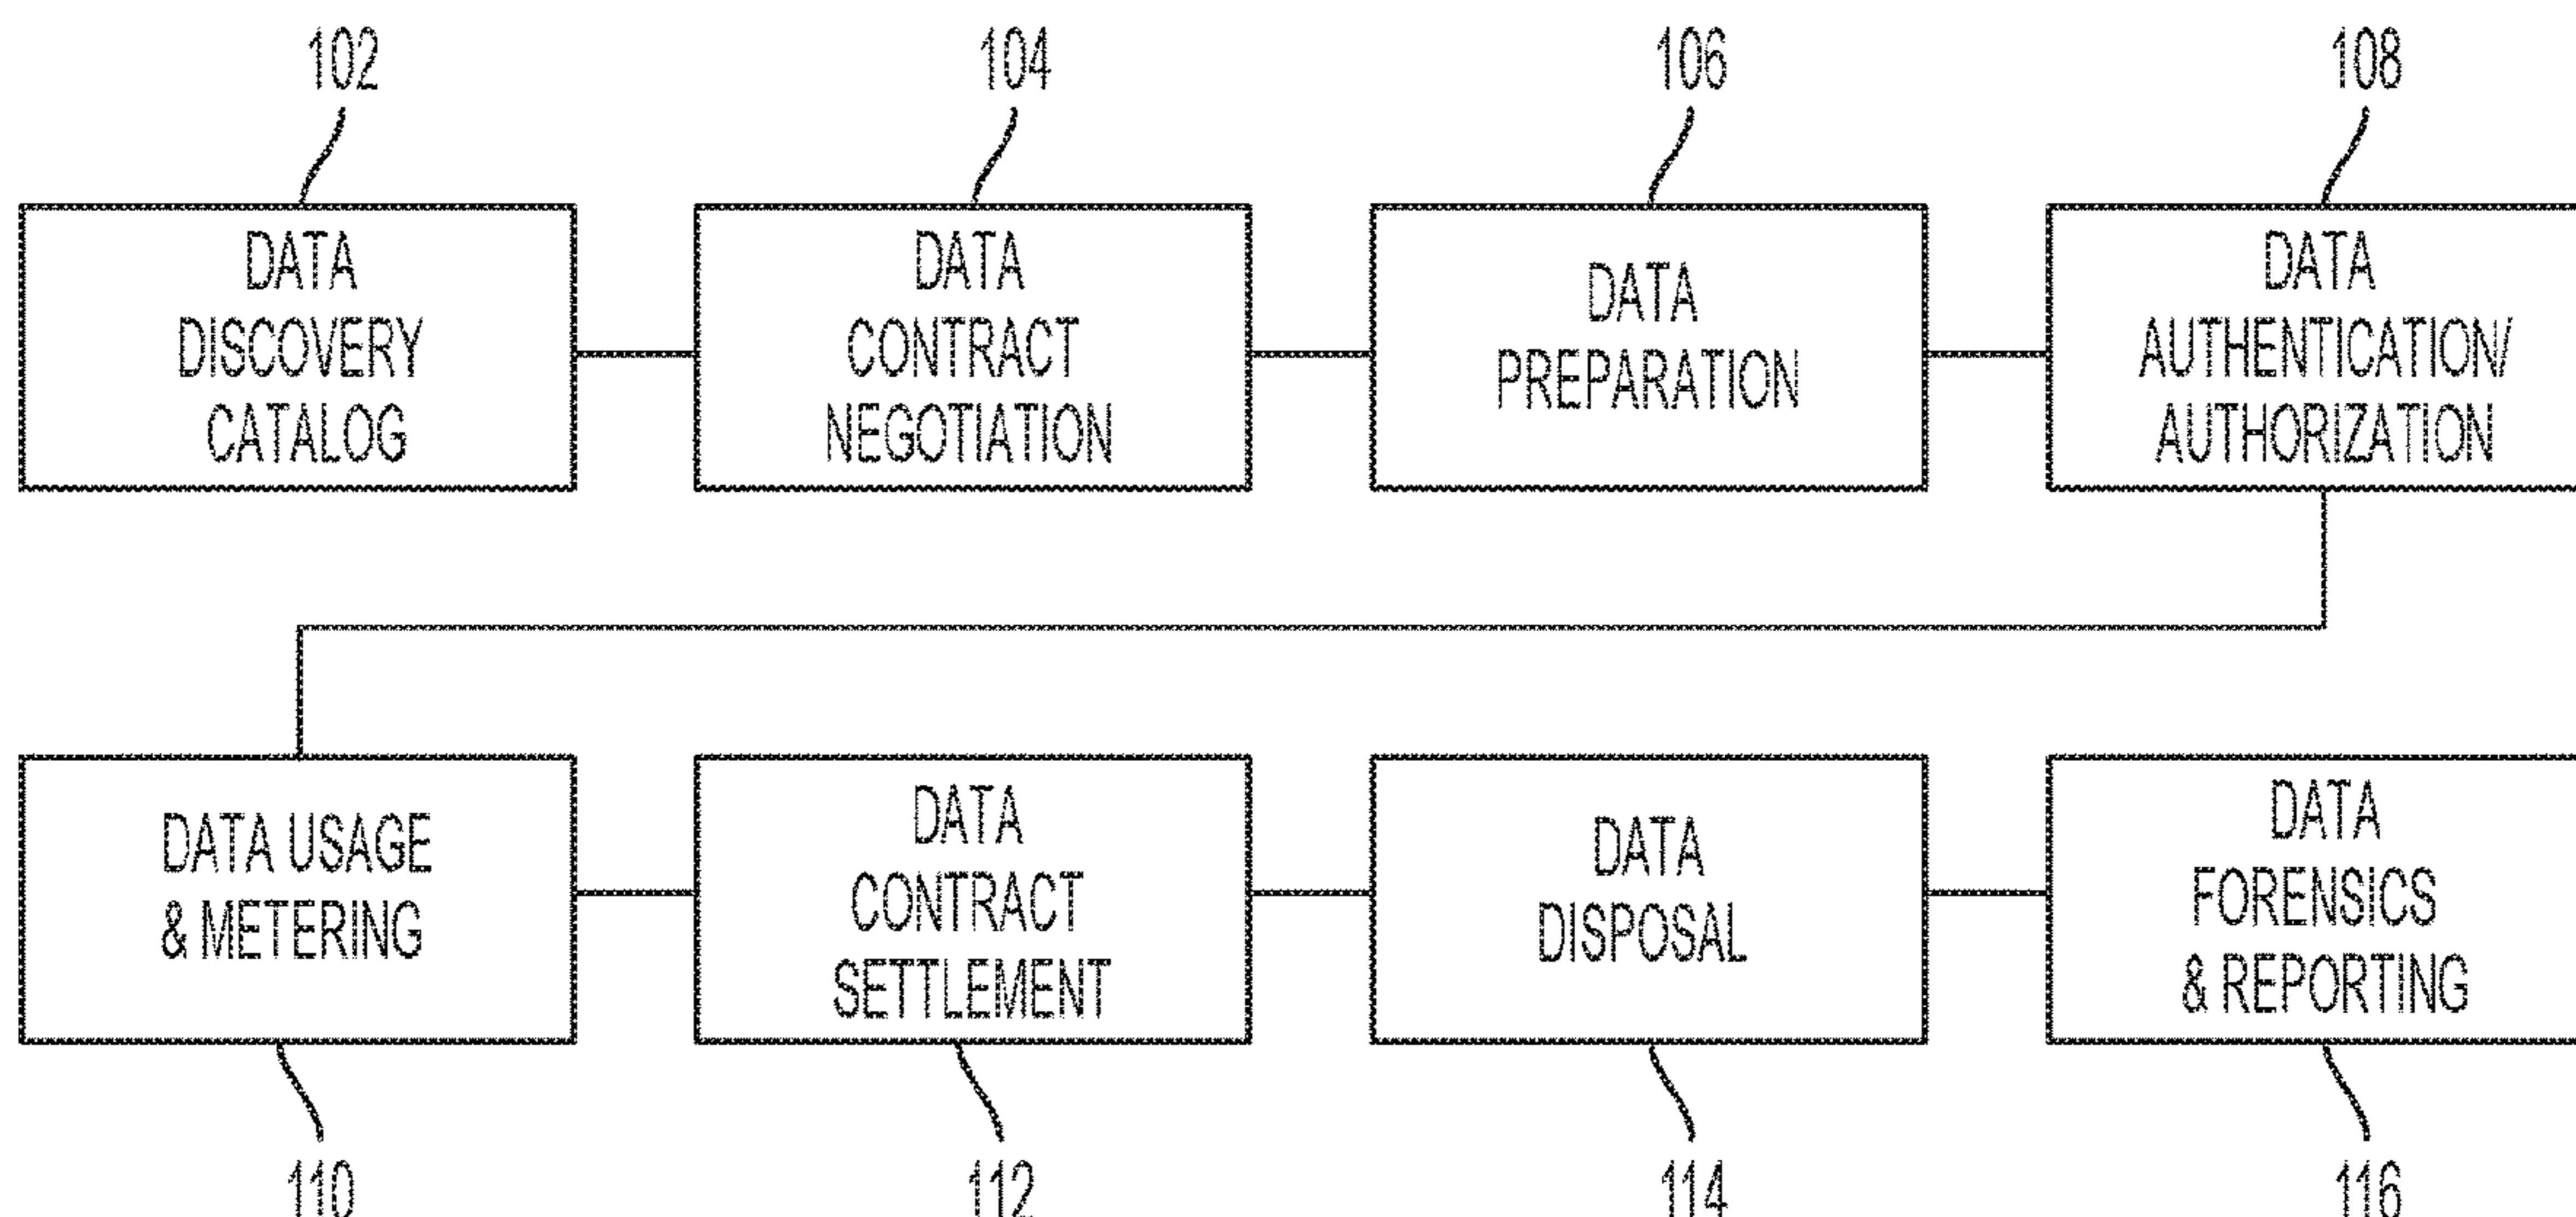 102
104
106
108
DATA
DISCOVERY
CATALOG
DATA
CONTRACT
NEGOTIATION
DATA
PREPARATION
DATA
AUTHENTICATION/
AUTHORIZATION
DATA USAGE
& METERING
DATA
CONTRACT
SETTLEMENT
DATA
DISPOSAL
DATA
FORENSICS
& REPORTING
110
112
114
116